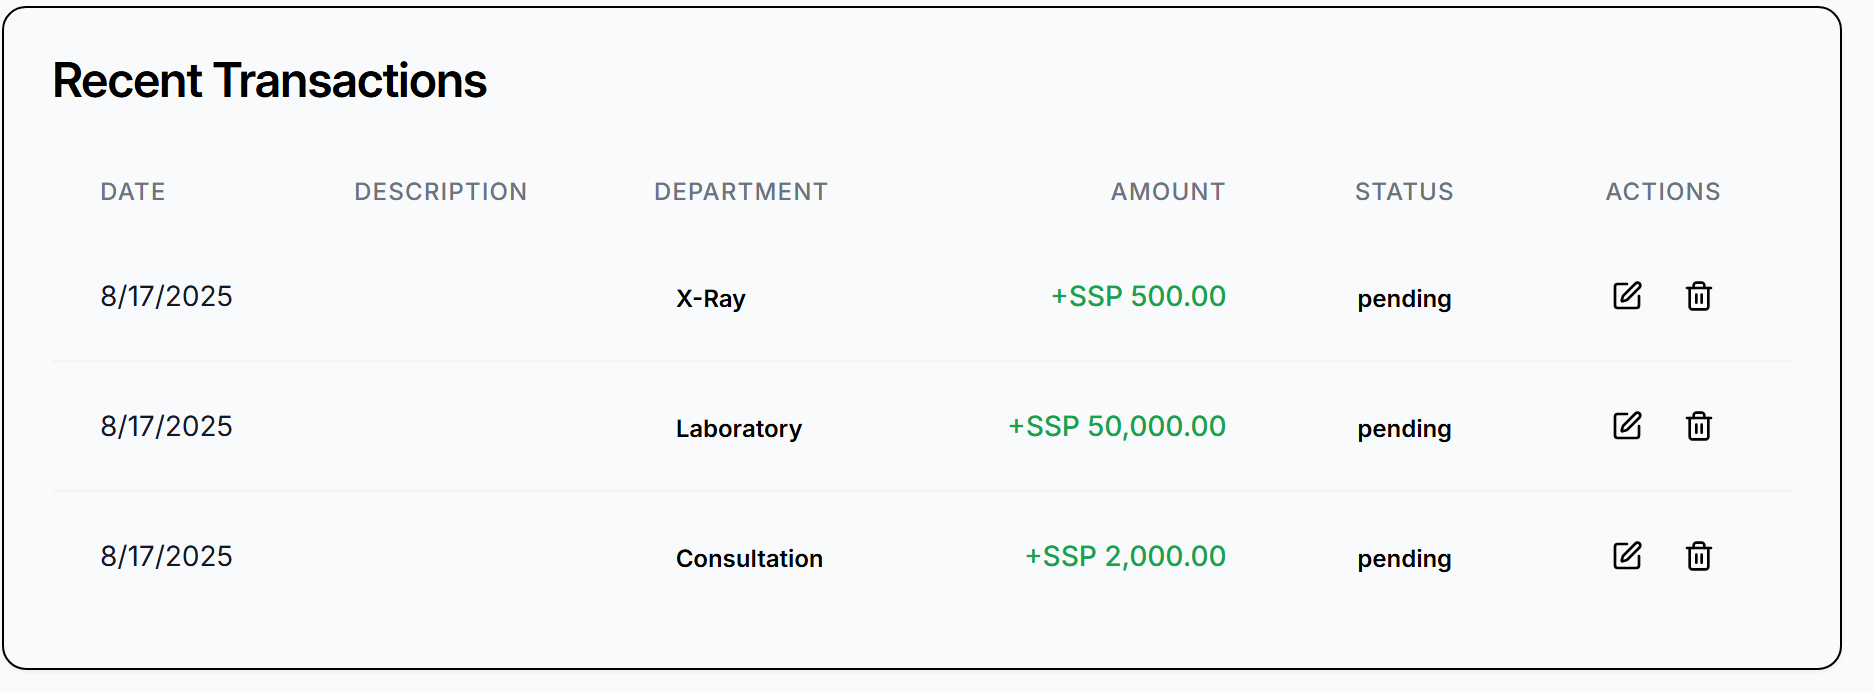 Recent Transactions
DATE DESCRIPTION DEPARTMENT AMOUNT STATUS ACTIONS
8/17/2025 X-Ray +SSP 500.00 pending
8/17/2025 Laboratory +SSP 50,000.00 pending
8/17/2025 Consultation +SSP 2,000.00 pending